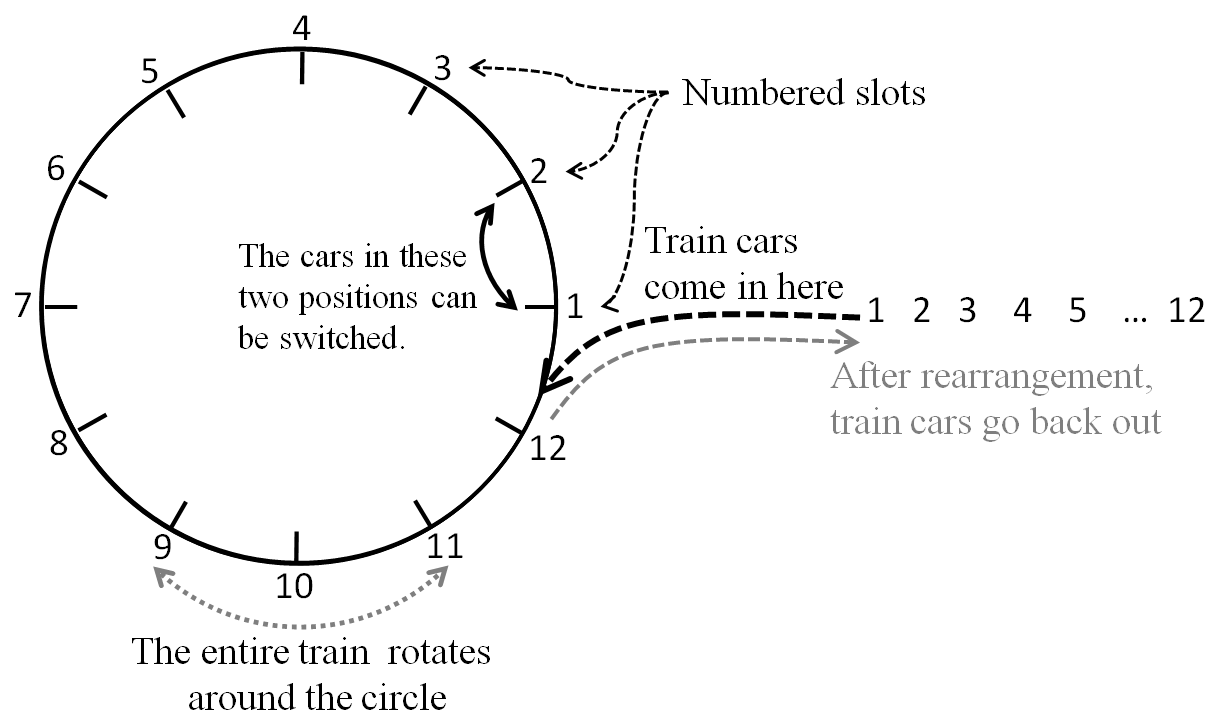 4
5
3
Numbered slots
6
2
The cars in these
two positions can
be switched.
Train cars
come in here
7
1
1 2 3 4 5 ... 12
After rearrangement,
train cars go back out
8
12
9
11
10
The entire train rotates
around the circle